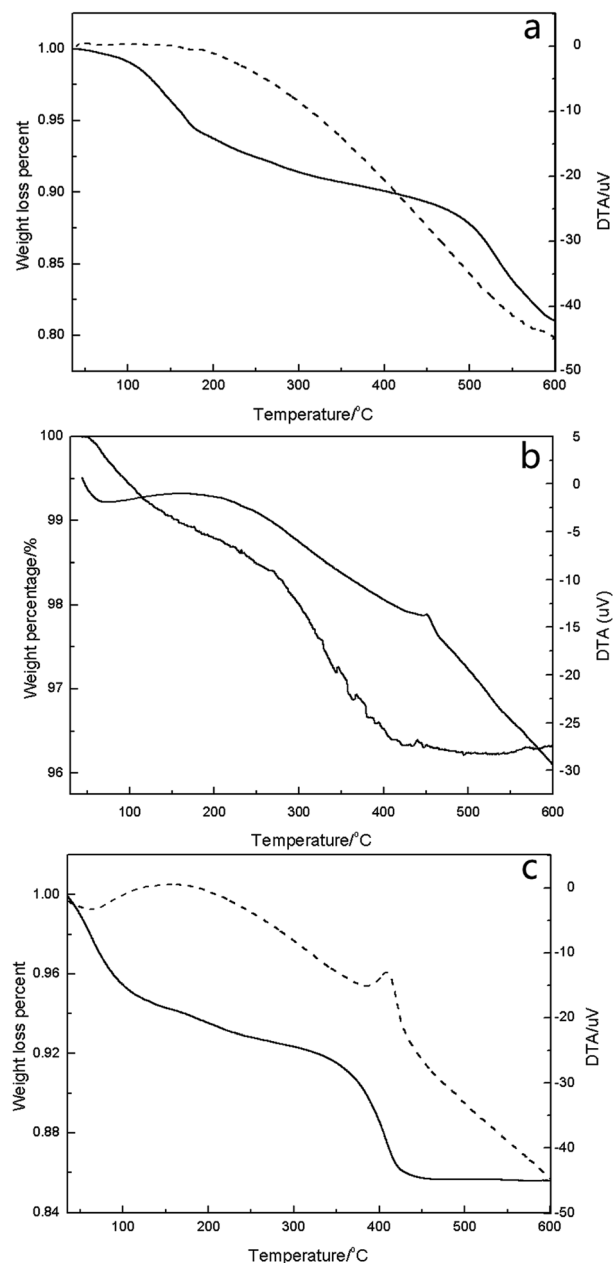 a
1.00
0.95
0.90
0.85
0.80
Weight loss percent
0
-10
-20
-30
-40
-50
DTA/uV
100 200 300 400 500 600
Temperature/°C
b
100
99
98
97
96
Weight percentage/%
5
0
-5
-10
-15
-20
-25
-30
DTA (uV)
100 200 300 400 500 600
Temperature/°C
c
1.00
0.96
0.92
0.88
0.84
Weight loss percent
0
-10
-20
-30
-40
-50
DTA/uV
100 200 300 400 500 600
Temperature/°C